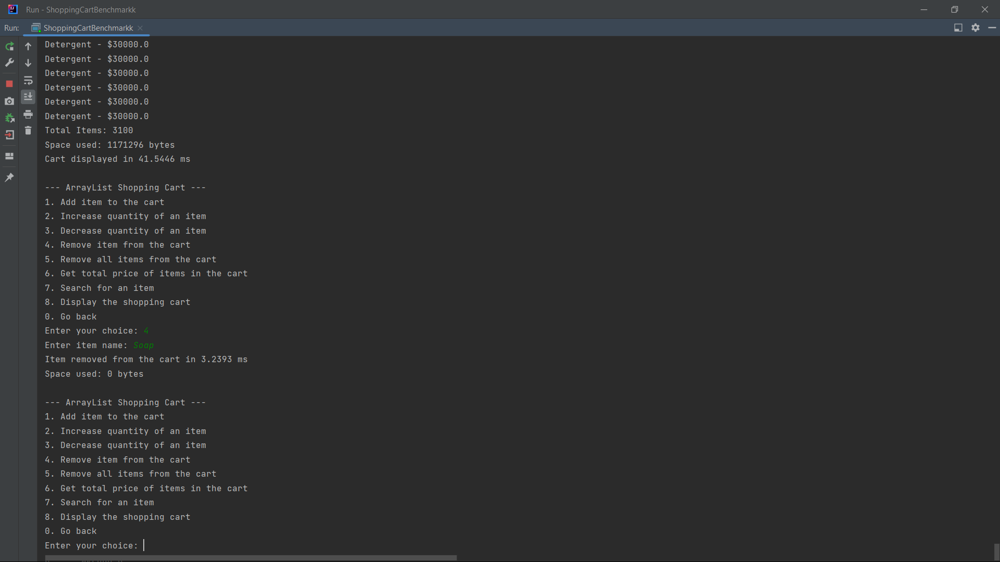 Run - ShoppingCartBenchmarkk
Run: ShoppingCartBenchmarkk
Detergent - $30000.0
Detergent - $30000.0
Detergent - $30000.0
Detergent - $30000.0
Detergent - $30000.0
Detergent - $30000.0
Total Items: 3100
Space used: 1171296 bytes
Cart displayed in 41.5446 ms
--- ArrayList Shopping Cart ---
1. Add item to the cart
2. Increase quantity of an item
3. Decrease quantity of an item
4. Remove item from the cart
5. Remove all items from the cart
6. Get total price of items in the cart
7. Search for an item
8. Display the shopping cart
0. Go back
Enter your choice: 4
Enter item name: Soap
Item removed from the cart in 3.2393 ms
Space used: 0 bytes
--- ArrayList Shopping Cart ---
1. Add item to the cart
2. Increase quantity of an item
3. Decrease quantity of an item
4. Remove item from the cart
5. Remove all items from the cart
6. Get total price of items in the cart
7. Search for an item
8. Display the shopping cart
0. Go back
Enter your choice: